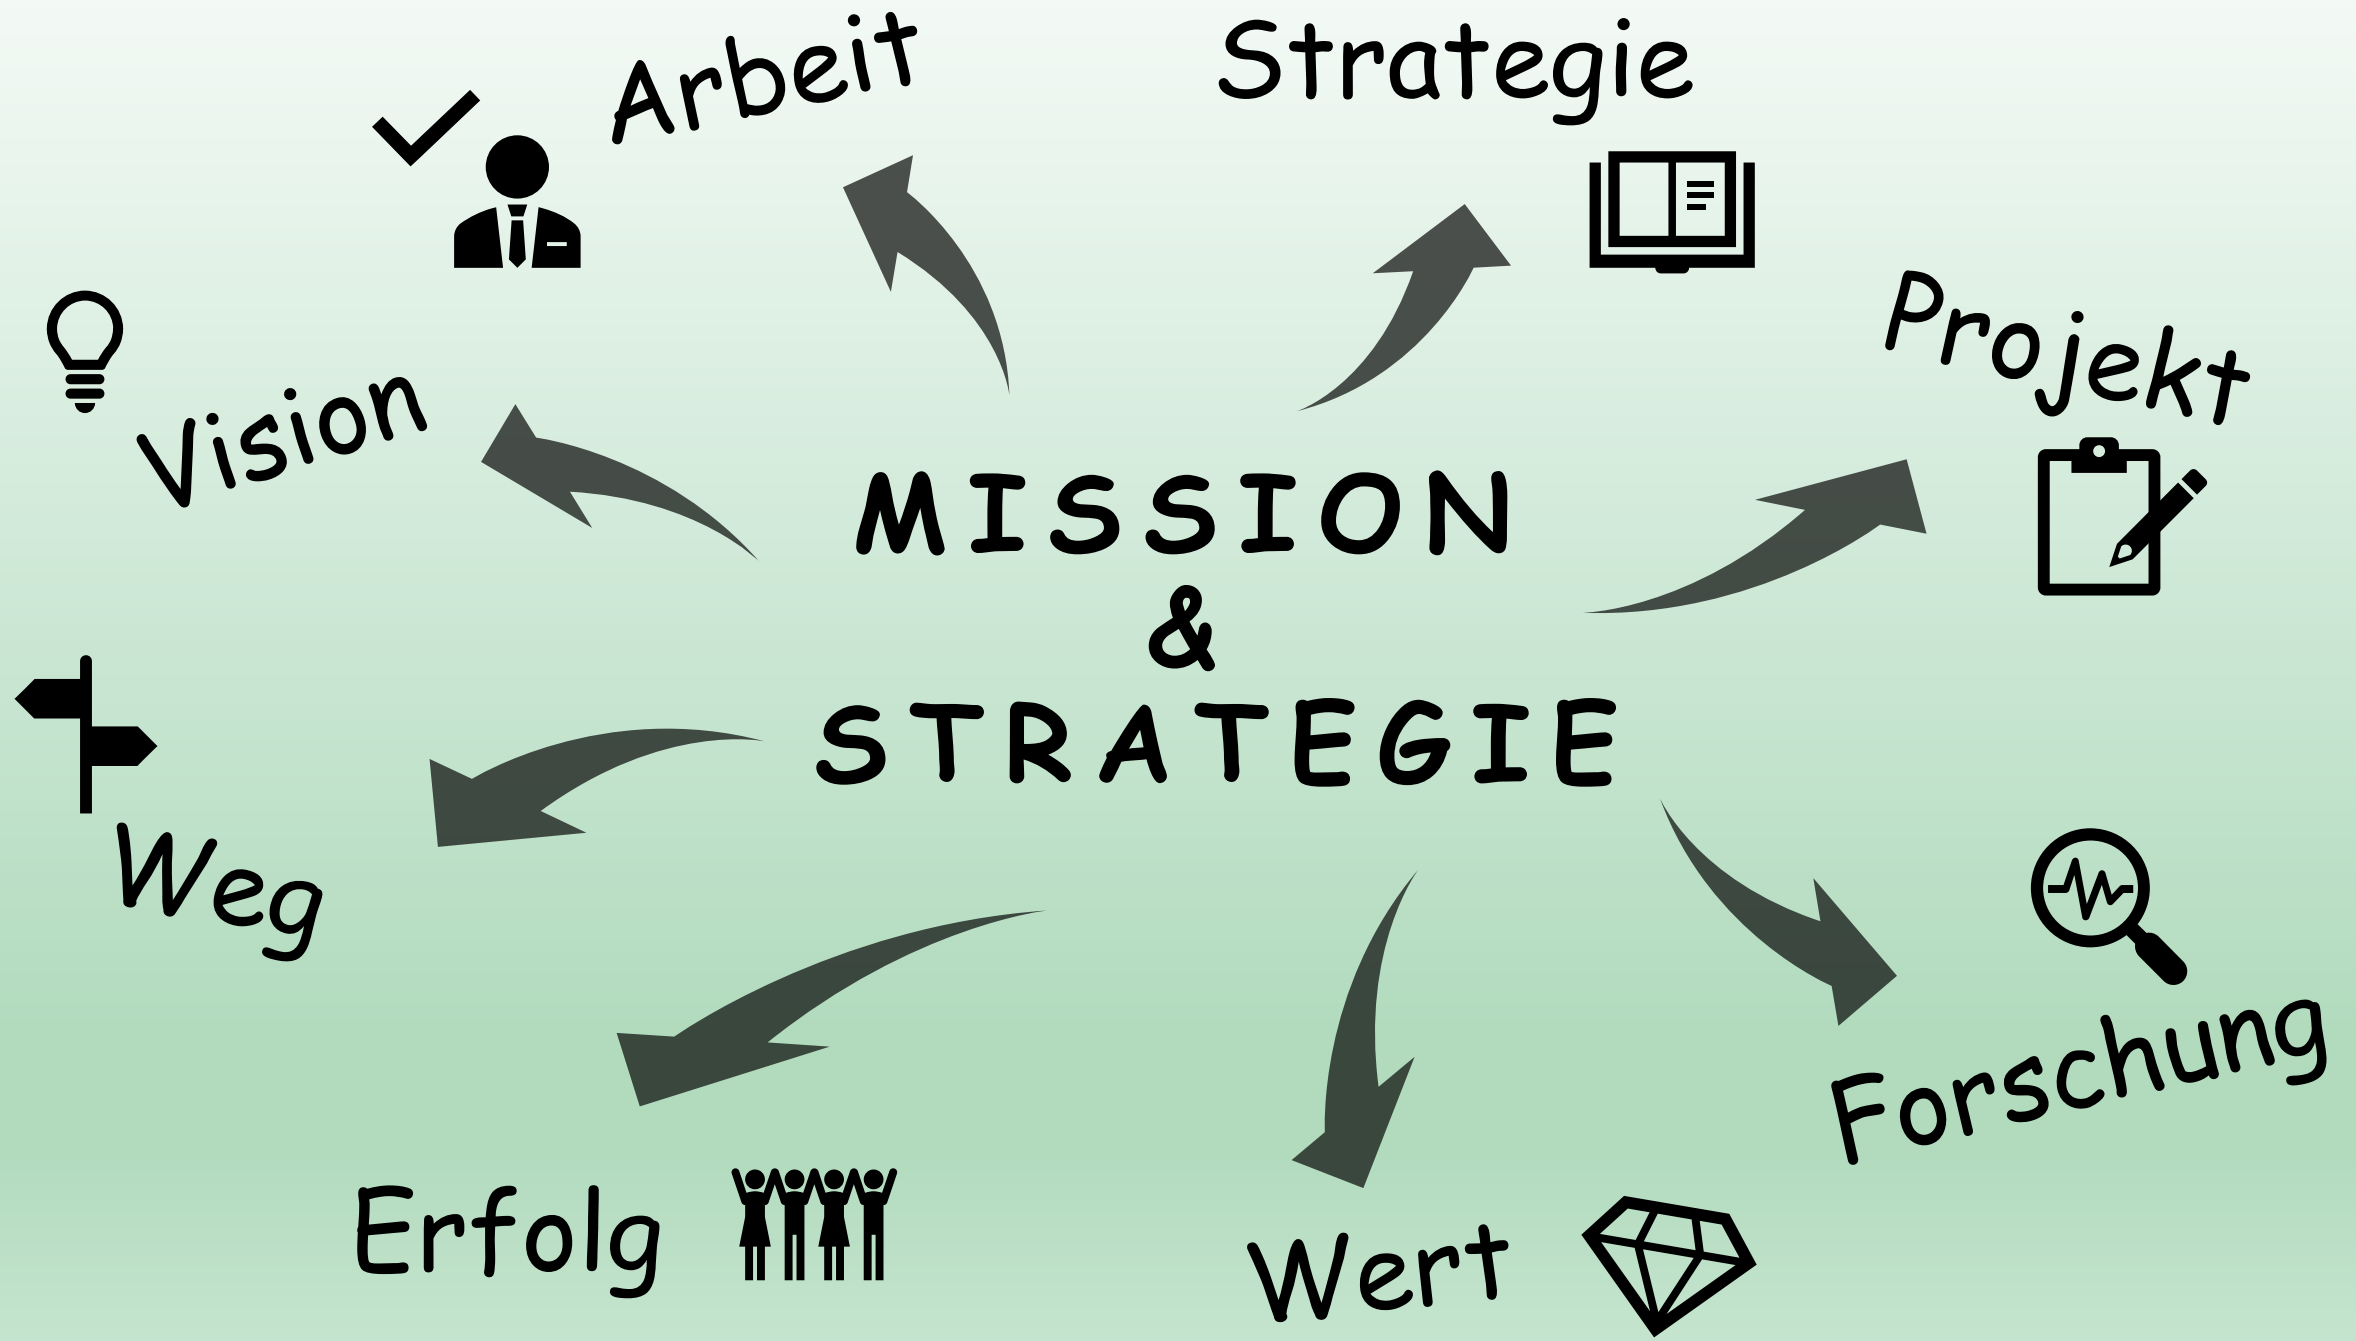 Arbeit
Strategie
Projekt
Vision
MISSION
&
STRATEGIE
Weg
Forschung
Erfolg
Wert